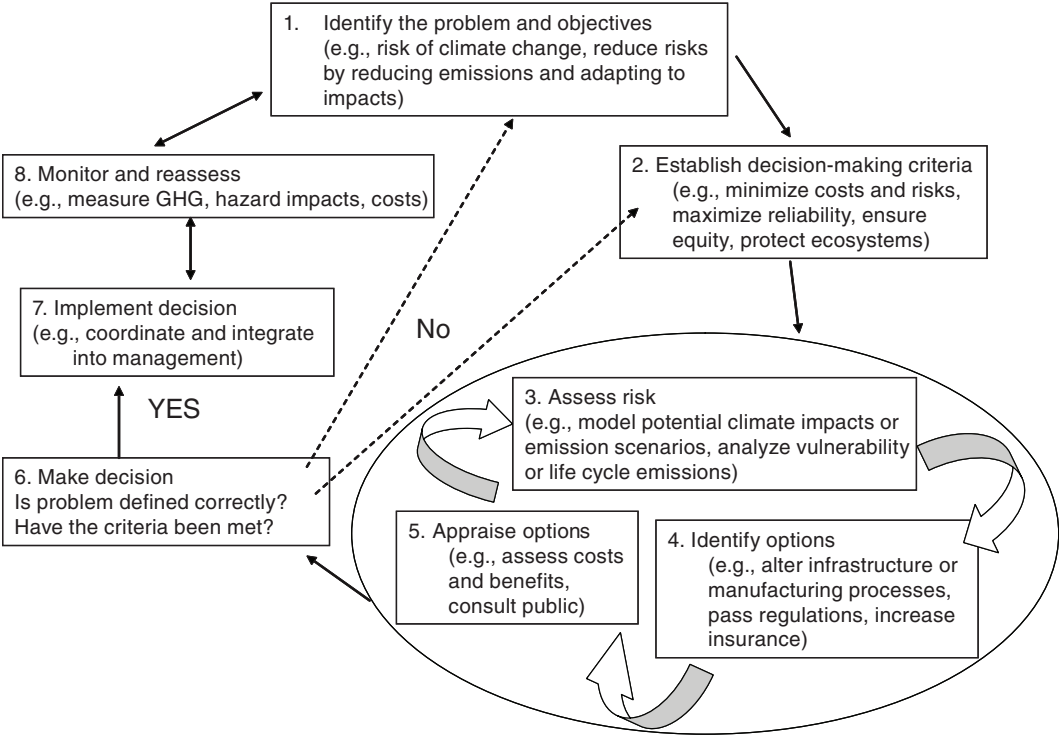 1. Identify the problem and objectives
(e.g., risk of climate change, reduce risks
by reducing emissions and adapting to
impacts)
2. Establish decision-making criteria
(e.g., minimize costs and risks,
maximize reliability, ensure
equity, protect ecosystems)
3. Assess risk
(e.g., model potential climate impacts or
emission scenarios, analyze vulnerability
or life cycle emissions)
4. Identify options
(e.g., alter infrastructure or
manufacturing processes,
pass regulations, increase
insurance)
5. Appraise options
(e.g., assess costs
and benefits,
consult public)
6. Make decision
Is problem defined correctly?
Have the criteria been met?
No
YES
7. Implement decision
(e.g., coordinate and integrate
into management)
8. Monitor and reassess
(e.g., measure GHG, hazard impacts, costs)